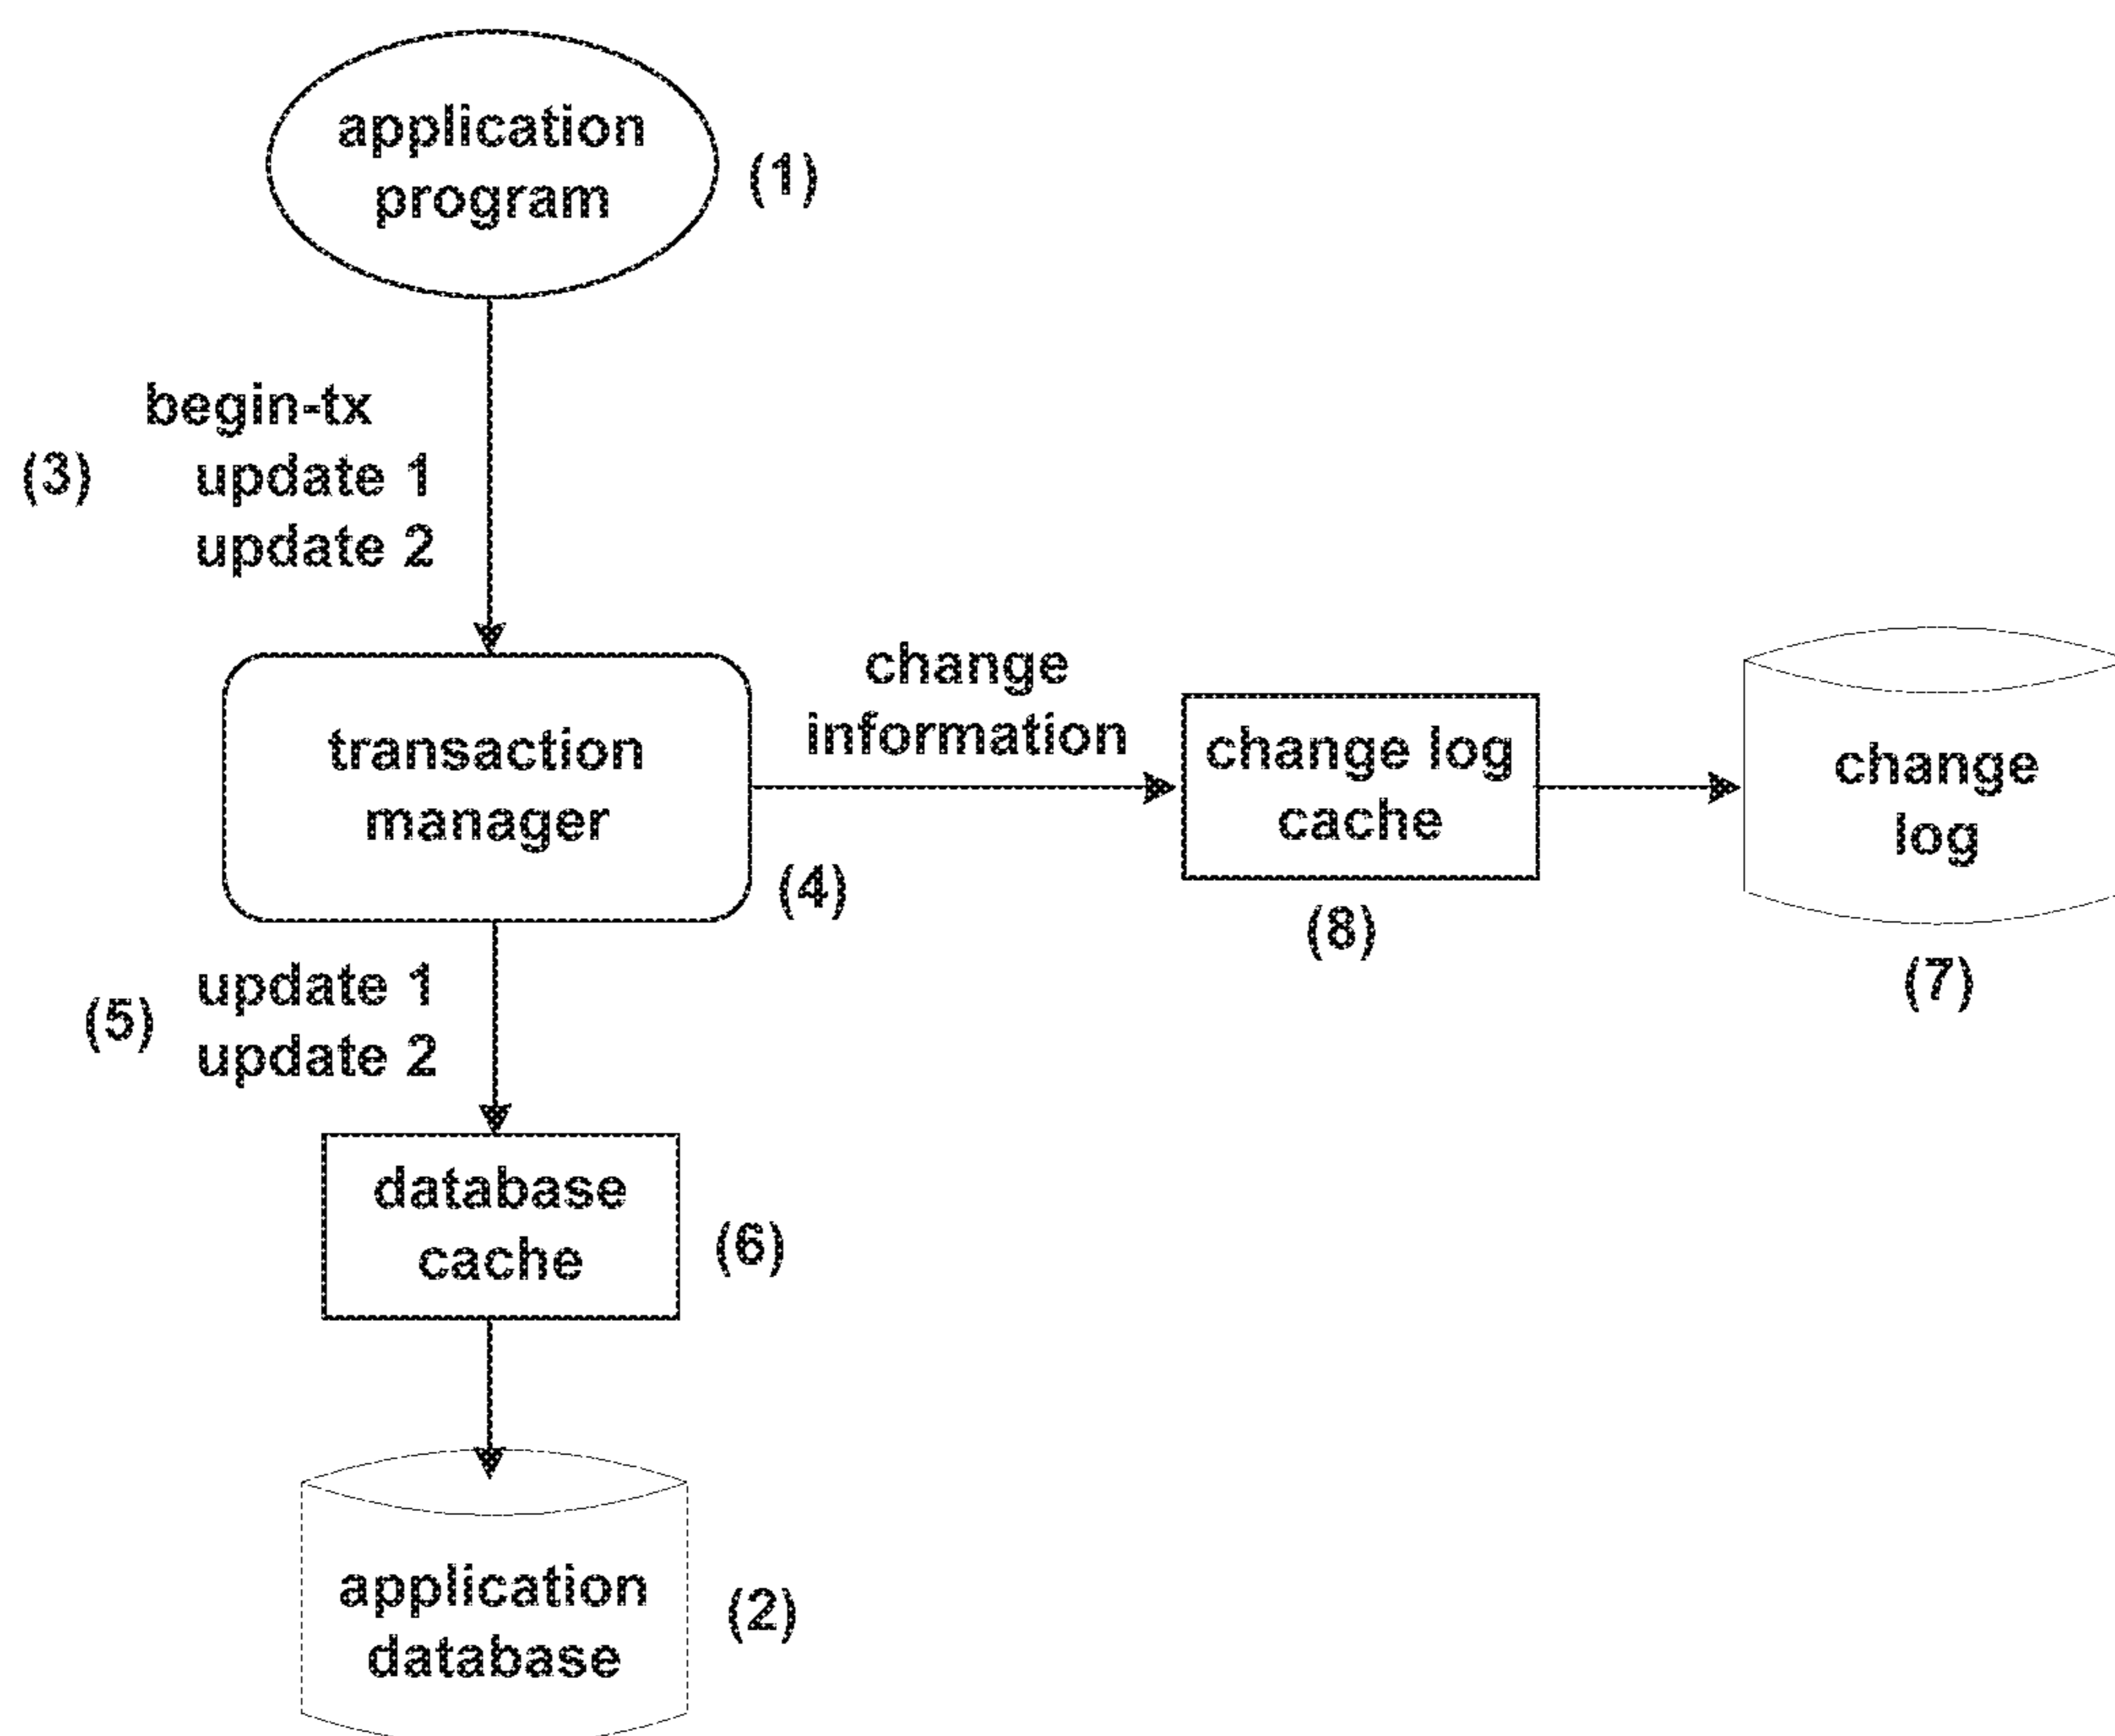 application
program
(1)
begin-tx
(3)
update 1
update 2
change
information
transaction
manager
(4)
change log
cache
(8)
change
log
(7)
(5)
update 1
update 2
database
cache
(6)
application
database
(2)